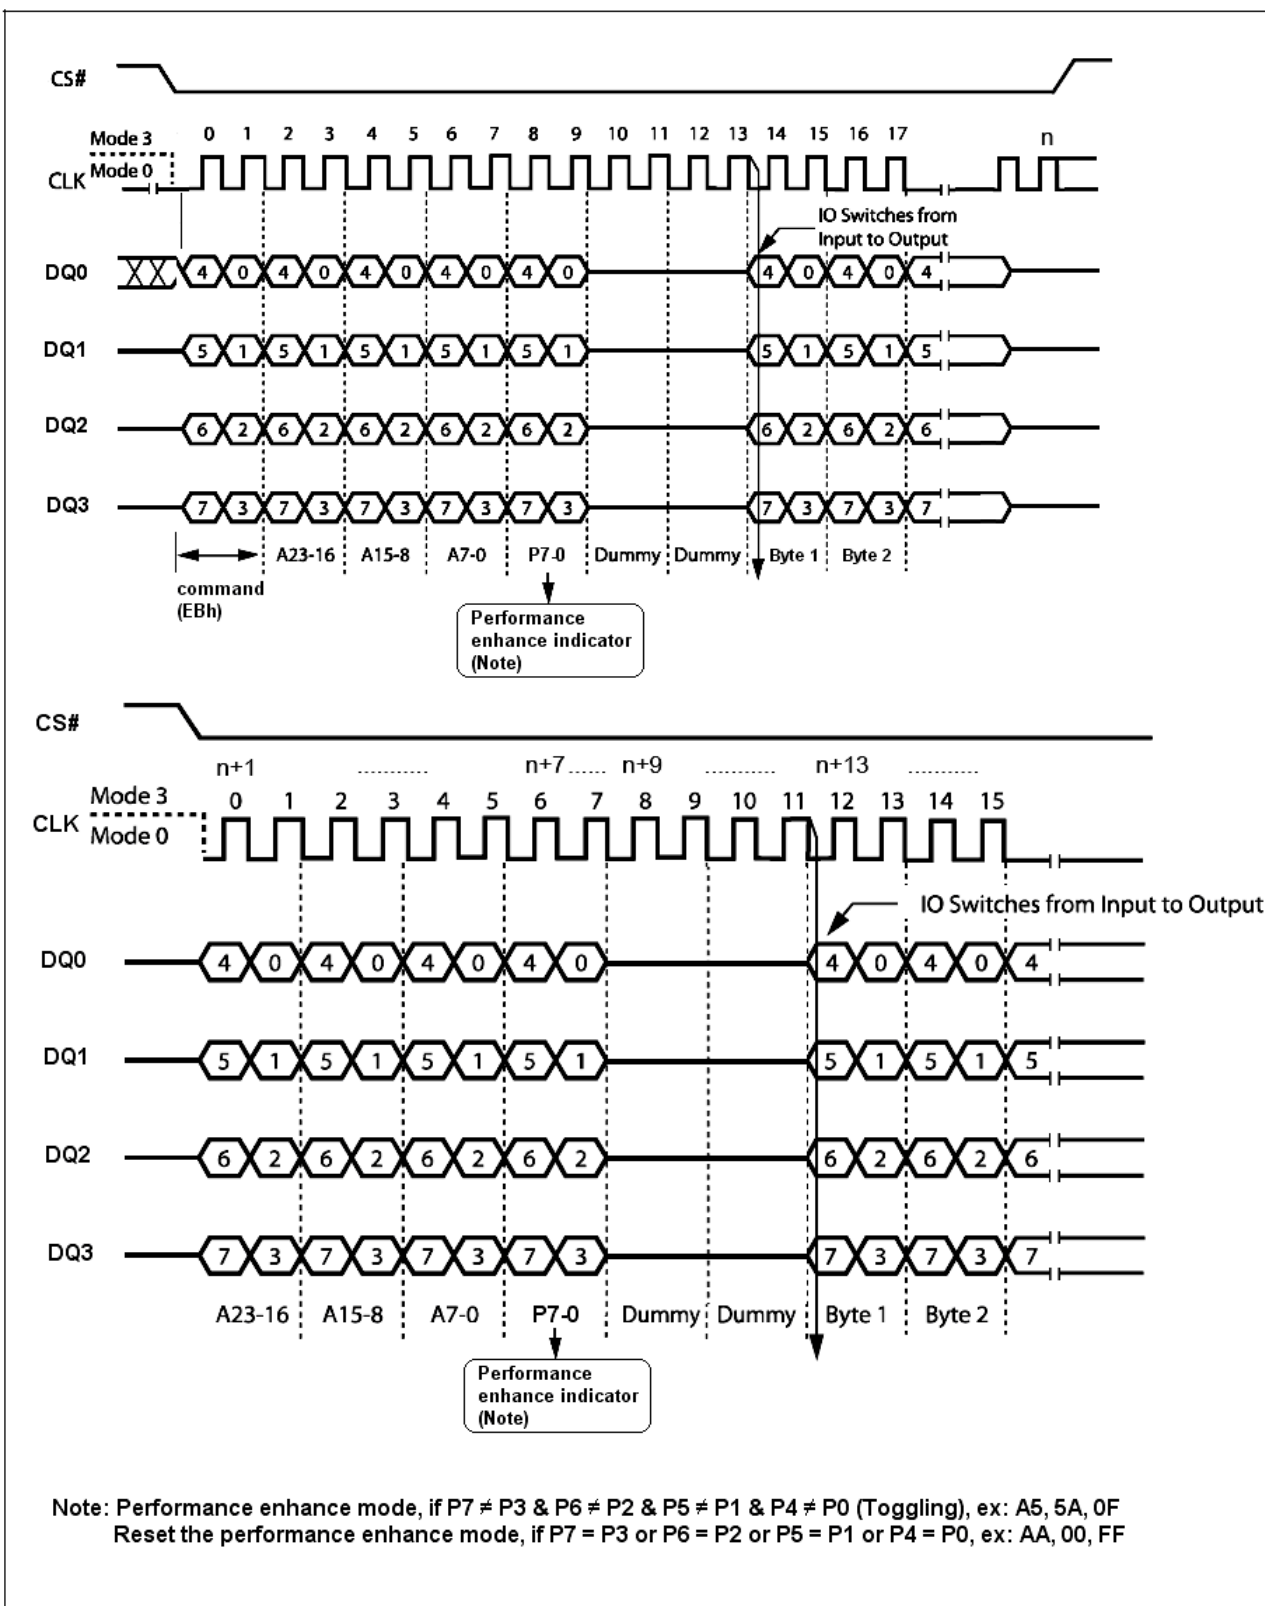 CS#
0 1 2 3 4 5 6 7 8 9 10 11 12 13 14 15 16 17 n
Mode 3
Mode 0
CLK
IO Switches from
Input to Output
DQ0 4 0 4 0 4 0 4 0 4 0 4 0 4 0 4
DQ1 5 1 5 1 5 1 5 1 5 1 5 1 5 1 5
DQ2 6 2 6 2 6 2 6 2 6 2 6 2 6 2 6
DQ3 7 3 7 3 7 3 7 3 7 3 7 3 7 3 7
A23-16 A15-8 A7-0 P7-0 Dummy Dummy Byte 1 Byte 2
command
(EBh)
Performance
enhance indicator
(Note)
CS#
n+1 ............ n+7 ...... n+9 ............ n+13 ............
Mode 3
0 1 2 3 4 5 6 7 8 9 10 11 12 13 14 15
CLK
Mode 0
IO Switches from Input to Output
DQ0 4 0 4 0 4 0 4 0 4 0 4 0 4
DQ1 5 1 5 1 5 1 5 1 5 1 5 1 5
DQ2 6 2 6 2 6 2 6 2 6 2 6 2 6
DQ3 7 3 7 3 7 3 7 3 7 3 7 3 7
A23-16 A15-8 A7-0 P7-0 Dummy Dummy Byte 1 Byte 2
Performance
enhance indicator
(Note)
Note: Performance enhance mode, if P7 ≠ P3 & P6 ≠ P2 & P5 ≠ P1 & P4 ≠ P0 (Toggling), ex: A5, 5A, 0F
Reset the performance enhance mode, if P7 = P3 or P6 = P2 or P5 = P1 or P4 = P0, ex: AA, 00, FF